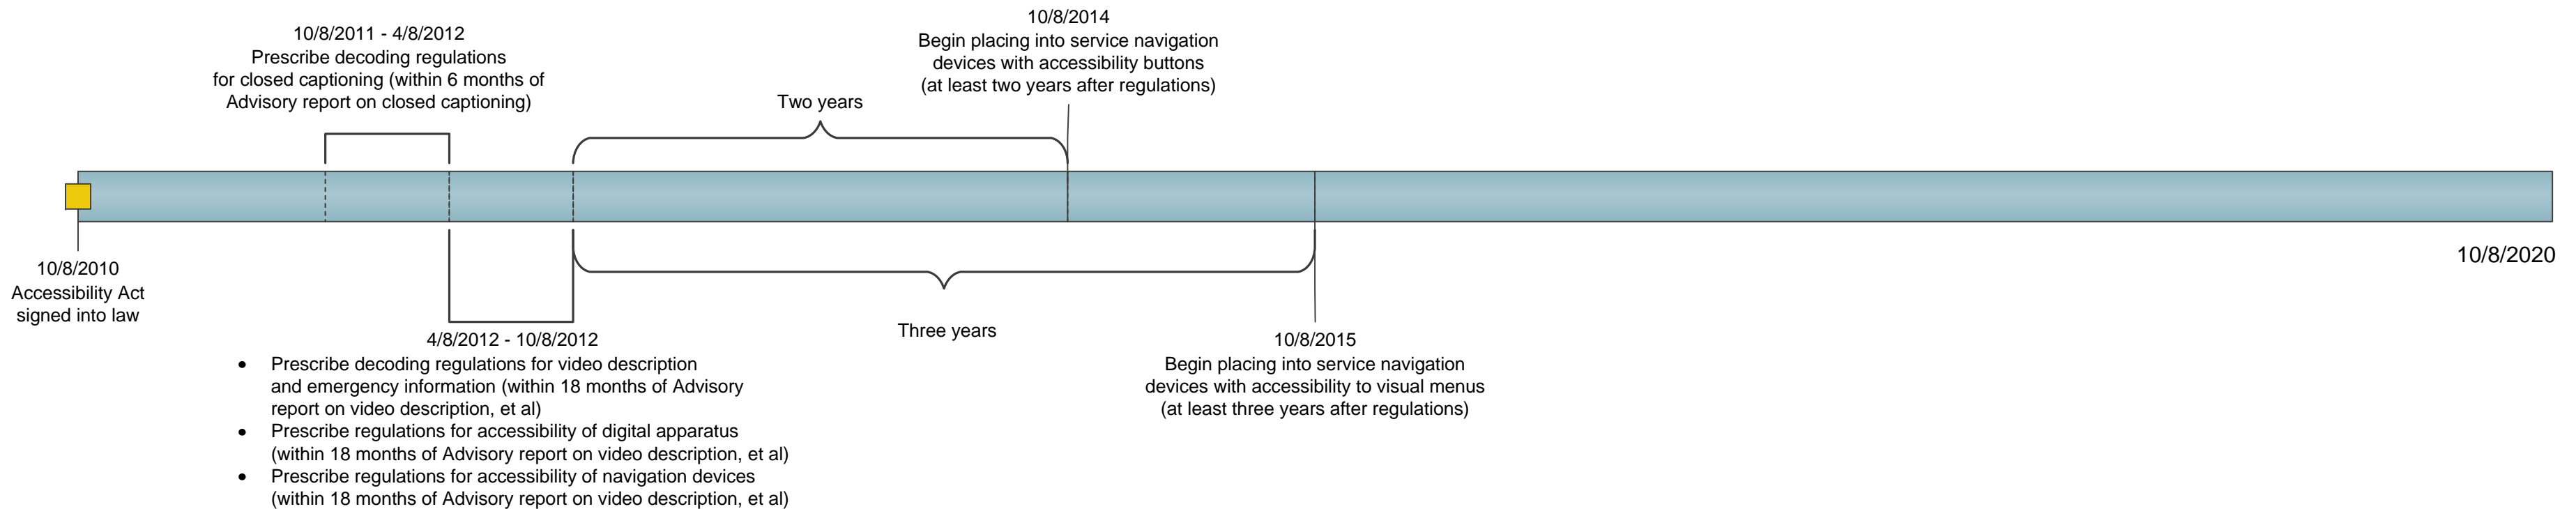 10/8/2014
Begin placing into service navigation
devices with accessibility buttons
(at least two years after regulations)
10/8/2011 - 4/8/2012
Prescribe decoding regulations
for closed captioning (within 6 months of
Advisory report on closed captioning)
Two years
10/8/2010
Accessibility Act
signed into law
10/8/2020
4/8/2012 - 10/8/2012
• Prescribe decoding regulations for video description
and emergency information (within 18 months of Advisory
report on video description, et al)
• Prescribe regulations for accessibility of digital apparatus
(within 18 months of Advisory report on video description, et al)
• Prescribe regulations for accessibility of navigation devices
(within 18 months of Advisory report on video description, et al)
Three years
10/8/2015
Begin placing into service navigation
devices with accessibility to visual menus
(at least three years after regulations)